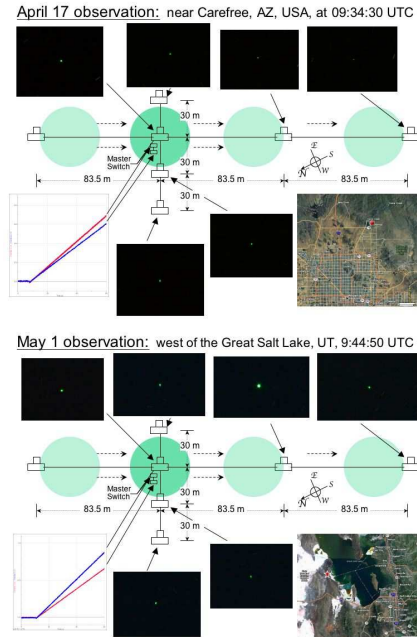 April 17 observation: near Carefree, AZ, USA, at 09:34:30 UTC
30 m
Master
Switch
30 m
E
S
N
W
83.5 m
83.5 m
83.5 m
30 m
May 1 observation: west of the Great Salt Lake, UT, 9:44:50 UTC
30 m
Master
Switch
30 m
E
S
N
W
83.5 m
83.5 m
83.5 m
30 m